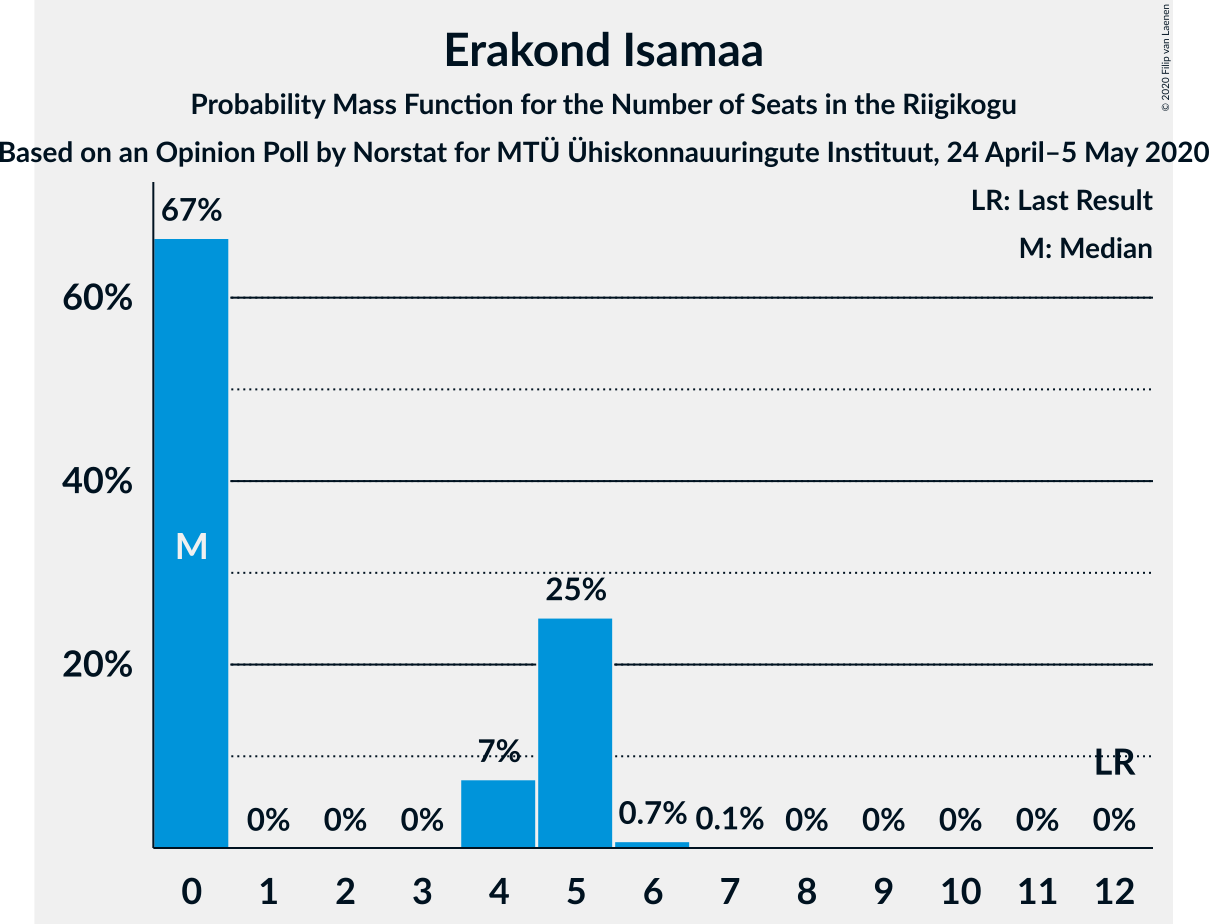 Erakond Isamaa
Probability Mass Function for the Number of Seats in the Riigikogu
Based on an Opinion Poll by Norstat for MTÜ Ühiskonnauuringute Instituut, 24 April–5 May 2020
© 2020 Filip van Laenen
LR: Last Result
M: Median
67%
60%
40%
M
25%
20%
7%
LR
0% 0% 0% 0.7% 0.1% 0% 0% 0% 0% 0%
0 1 2 3 4 5 6 7 8 9 10 11 12